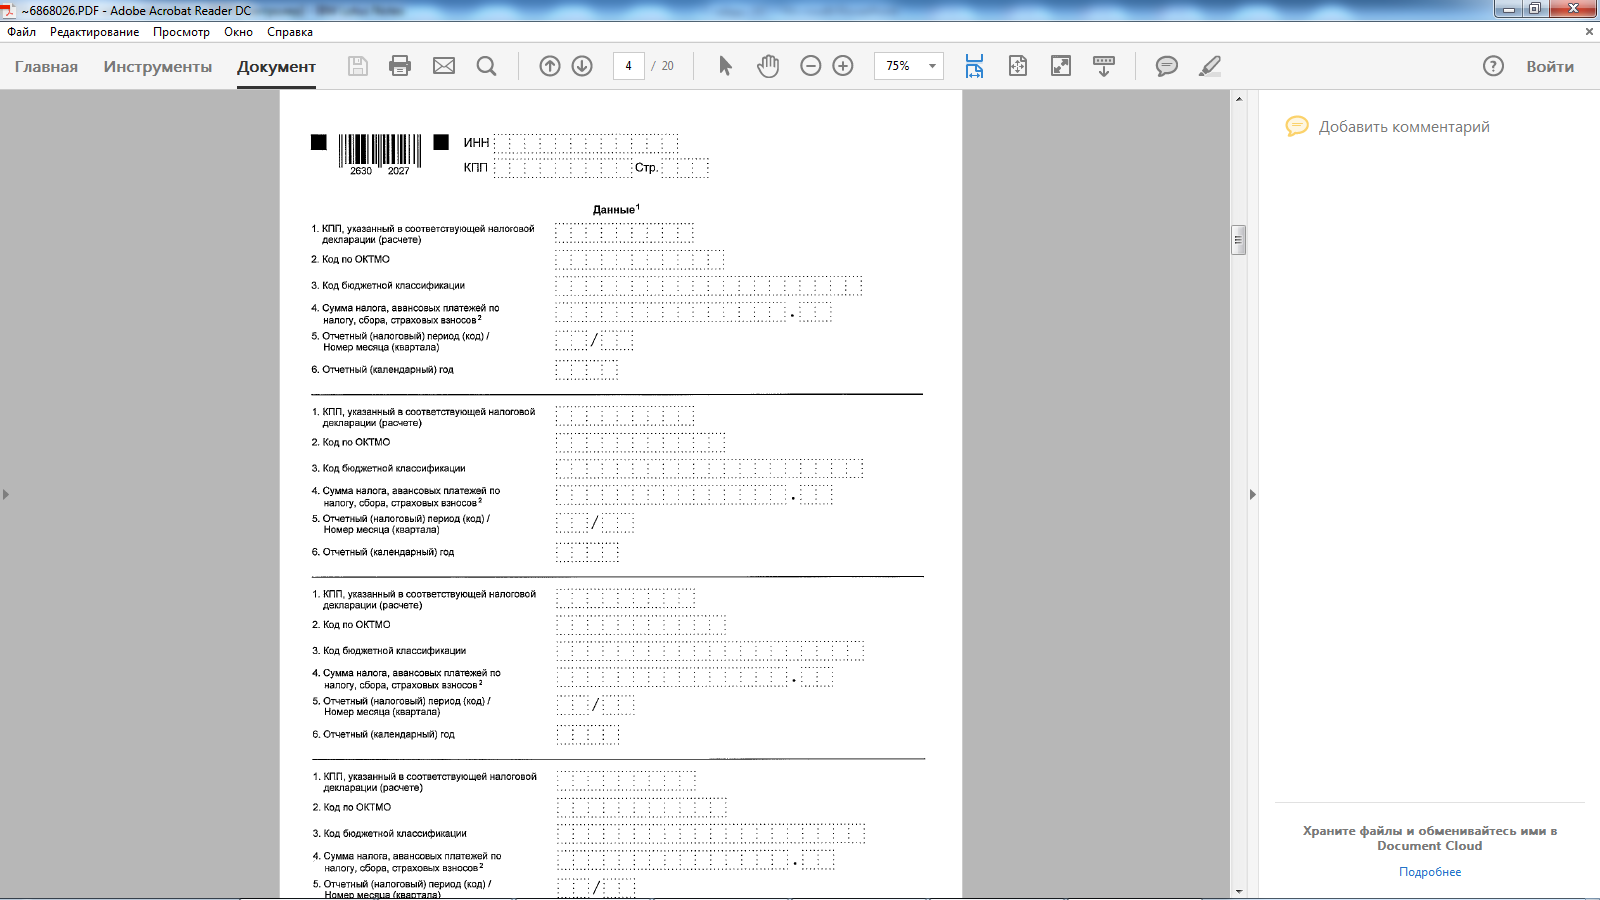 ~6868026.PDF - Adobe Acrobat Reader DC
Файл Редактирование Просмотр Окно Справка
Главная Инструменты Документ 4 / 20 75% Войти
2630 2027
ИНН
КПП Стр.
Данные¹
1. КПП, указанный в соответствующей налоговой
декларации (расчете)
2. Код по ОКТМО
3. Код бюджетной классификации
4. Сумма налога, авансовых платежей по
налогу, сбора, страховых взносов²
5. Отчетный (налоговый) период (код) /
Номер месяца (квартала)
6. Отчетный (календарный) год
1. КПП, указанный в соответствующей налоговой
декларации (расчете)
2. Код по ОКТМО
3. Код бюджетной классификации
4. Сумма налога, авансовых платежей по
налогу, сбора, страховых взносов²
5. Отчетный (налоговый) период (код) /
Номер месяца (квартала)
6. Отчетный (календарный) год
1. КПП, указанный в соответствующей налоговой
декларации (расчете)
2. Код по ОКТМО
3. Код бюджетной классификации
4. Сумма налога, авансовых платежей по
налогу, сбора, страховых взносов²
5. Отчетный (налоговый) период (код) /
Номер месяца (квартала)
6. Отчетный (календарный) год
1. КПП, указанный в соответствующей налоговой
декларации (расчете)
2. Код по ОКТМО
3. Код бюджетной классификации
4. Сумма налога, авансовых платежей по
налогу, сбора, страховых взносов²
5. Отчетный (налоговый) период (код) /
Номер месяца (квартала)
Добавить комментарий
Храните файлы и обменивайтесь ими в
Document Cloud
Подробнее